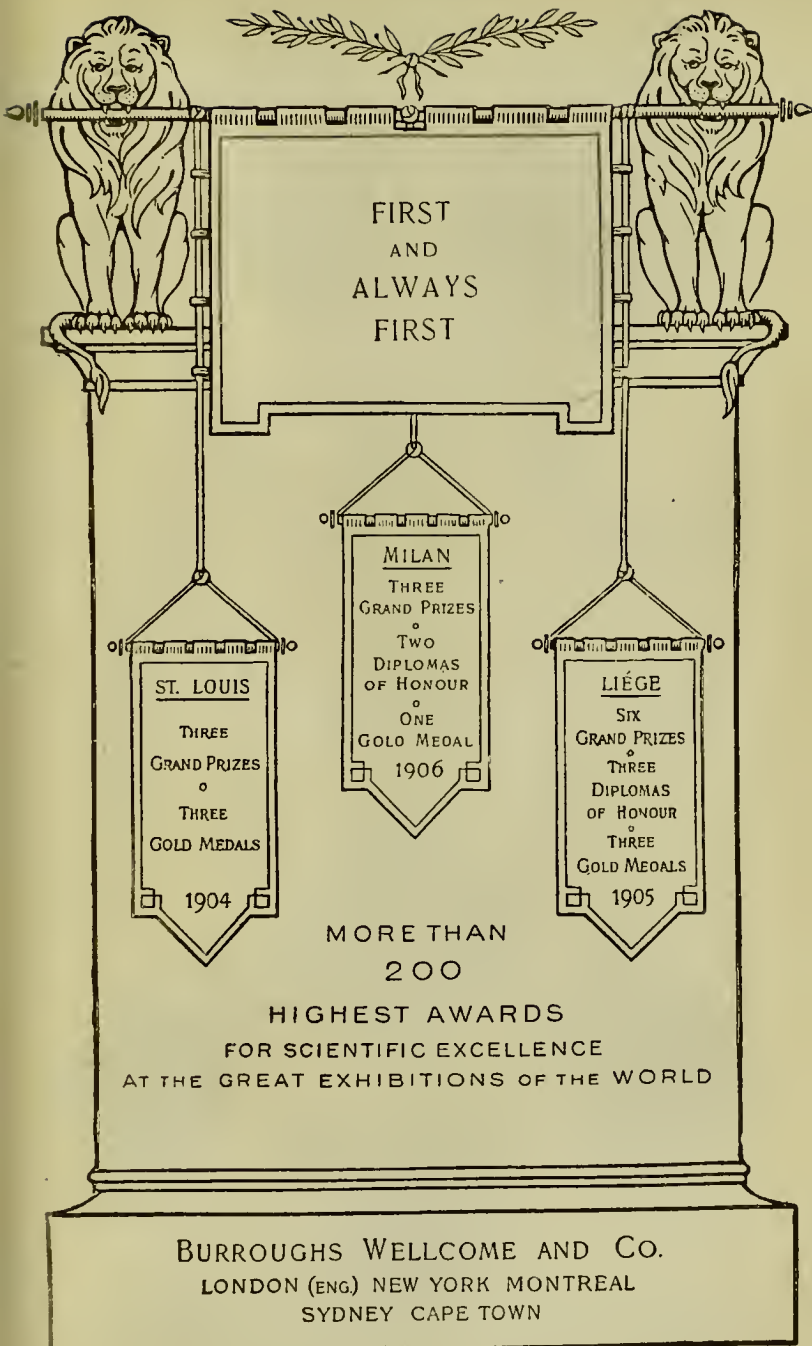 FIRST
AND
ALWAYS
FIRST
MILAN
THREE
GRAND PRIZES
TWO
DIPLOMAS
OF HONOUR
ONE
GOLD MEDAL
1906
ST. LOUIS
THREE
GRAND PRIZES
THREE
GOLD MEDALS
1904
LIÉGE
SIX
GRAND PRIZES
THREE
DIPLOMAS
OF HONOUR
THREE
GOLD MEDALS
1905
MORE THAN
200
HIGHEST AWARDS
FOR SCIENTIFIC EXCELLENCE
AT THE GREAT EXHIBITIONS OF THE WORLD
BURROUGHS WELLCOME AND CO.
LONDON (ENG.) NEW YORK MONTREAL
SYDNEY CAPE TOWN